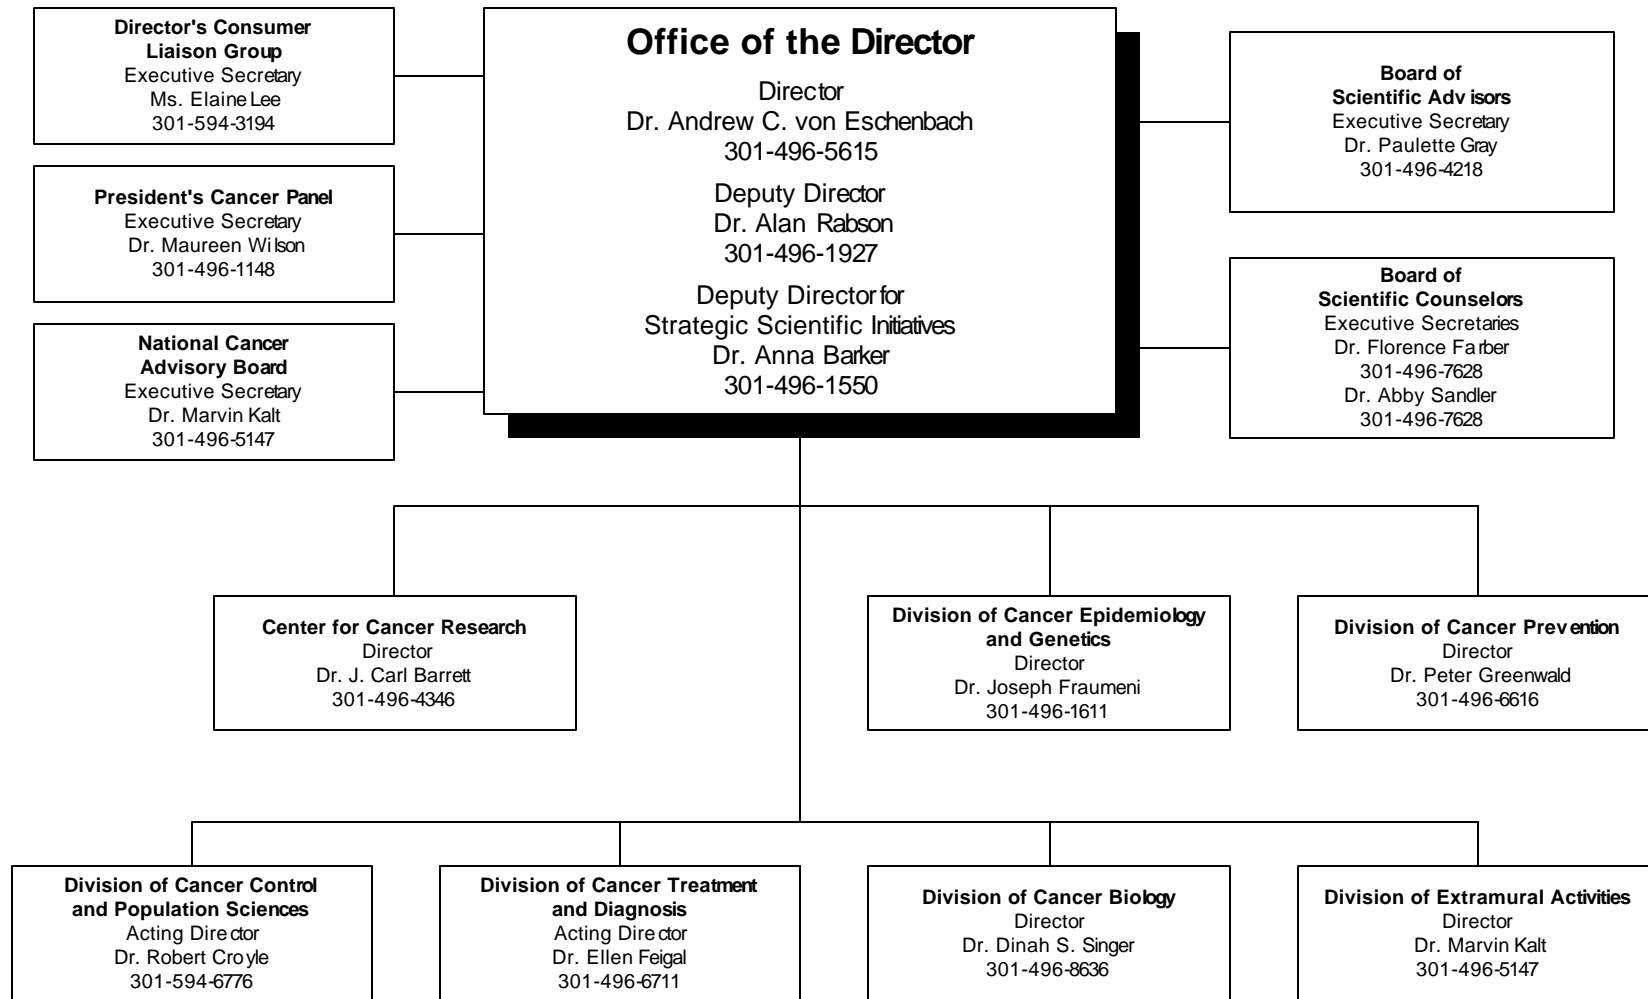 Director's Consumer
Liaison Group
Executive Secretary
Ms. Elaine Lee
301-594-3194
President's Cancer Panel
Executive Secretary
Dr. Maureen Wilson
301-496-1148
National Cancer
Advisory Board
Executive Secretary
Dr. Marvin Kalt
301-496-5147
Office of the Director
Director
Dr. Andrew C. von Eschenbach
301-496-5615
Deputy Director
Dr. Alan Rabson
301-496-1927
Deputy Director for
Strategic Scientific Initiatives
Dr. Anna Barker
301-496-1550
Board of
Scientific Advisors
Executive Secretary
Dr. Paulette Gray
301-496-4218
Board of
Scientific Counselors
Executive Secretaries
Dr. Florence Farber
301-496-7628
Dr. Abby Sandler
301-496-7628
Center for Cancer Research
Director
Dr. J. Carl Barrett
301-496-4346
Division of Cancer Epidemiology
and Genetics
Director
Dr. Joseph Fraumeni
301-496-1611
Division of Cancer Prevention
Director
Dr. Peter Greenwald
301-496-6616
Division of Cancer Control
and Population Sciences
Acting Director
Dr. Robert Croyle
301-594-6776
Division of Cancer Treatment
and Diagnosis
Acting Director
Dr. Ellen Feigal
301-496-6711
Division of Cancer Biology
Director
Dr. Dinah S. Singer
301-496-8636
Division of Extramural Activities
Director
Dr. Marvin Kalt
301-496-5147